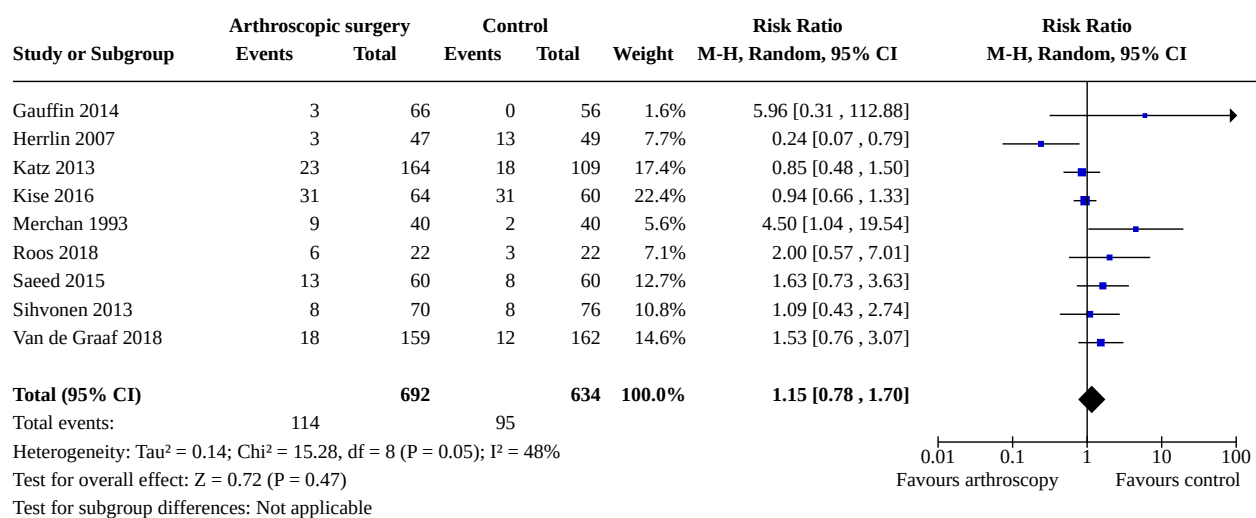 Arthroscopic surgery Control Risk Ratio Risk Ratio
Study or Subgroup Events Total Events Total Weight M-H, Random, 95% CI M-H, Random, 95% CI
Gauffin 2014 3 66 0 56 1.6% 5.96 [0.31 , 112.88]
Herrlin 2007 3 47 13 49 7.7% 0.24 [0.07 , 0.79]
Katz 2013 23 164 18 109 17.4% 0.85 [0.48 , 1.50]
Kise 2016 31 64 31 60 22.4% 0.94 [0.66 , 1.33]
Merchan 1993 9 40 2 40 5.6% 4.50 [1.04 , 19.54]
Roos 2018 6 22 3 22 7.1% 2.00 [0.57 , 7.01]
Saeed 2015 13 60 8 60 12.7% 1.63 [0.73 , 3.63]
Sihvonen 2013 8 70 8 76 10.8% 1.09 [0.43 , 2.74]
Van de Graaf 2018 18 159 12 162 14.6% 1.53 [0.76 , 3.07]
Total (95% CI) 692 634 100.0% 1.15 [0.78 , 1.70]
Total events: 114 95
Heterogeneity: Tau² = 0.14; Chi² = 15.28, df = 8 (P = 0.05); I² = 48%
0.01 0.1 1 10 100
Test for overall effect: Z = 0.72 (P = 0.47)
Favours arthroscopy Favours control
Test for subgroup differences: Not applicable